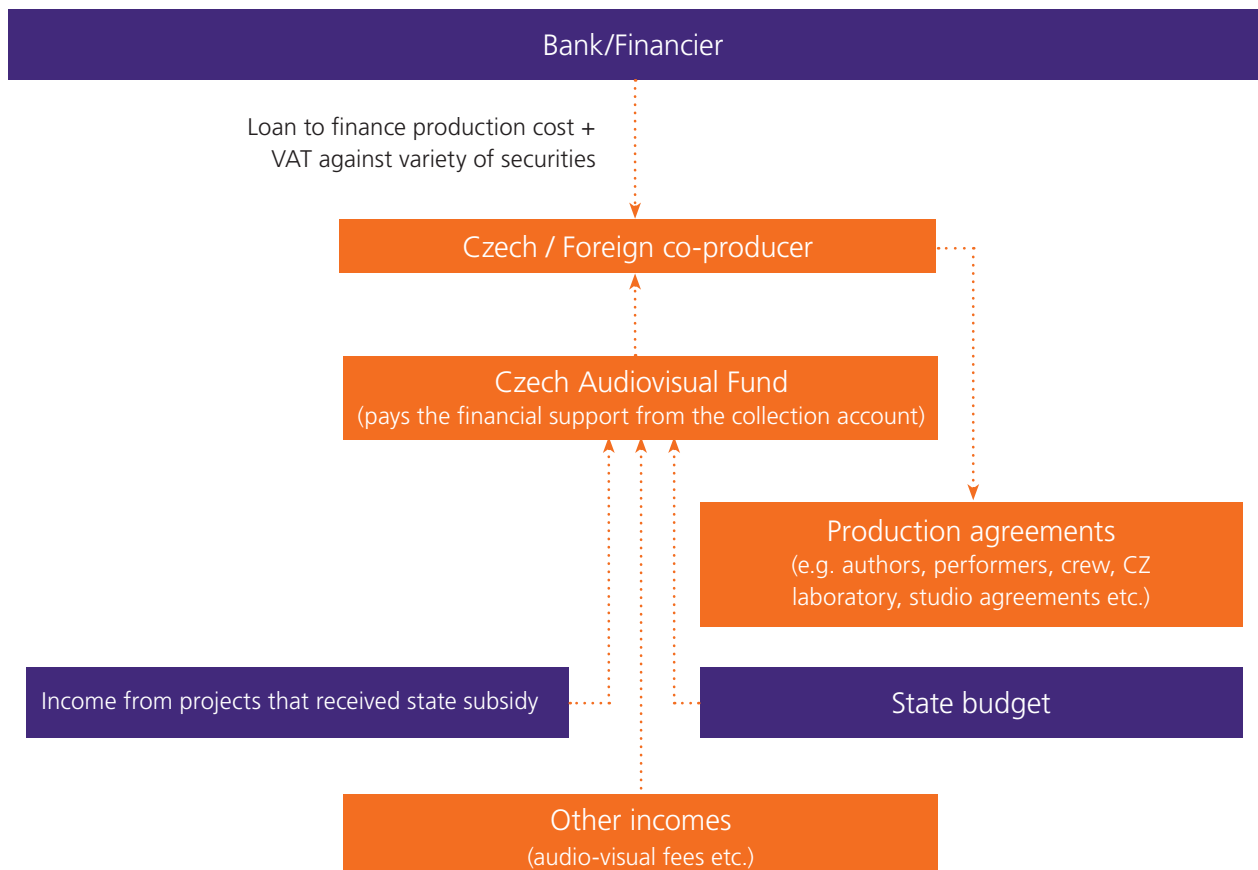 Bank/Financier
Loan to finance production cost +
VAT against variety of securities
Czech / Foreign co-producer
Czech Audiovisual Fund
(pays the financial support from the collection account)
Production agreements
(e.g. authors, performers, crew, CZ
laboratory, studio agreements etc.)
Income from projects that received state subsidy
State budget
Other incomes
(audio-visual fees etc.)